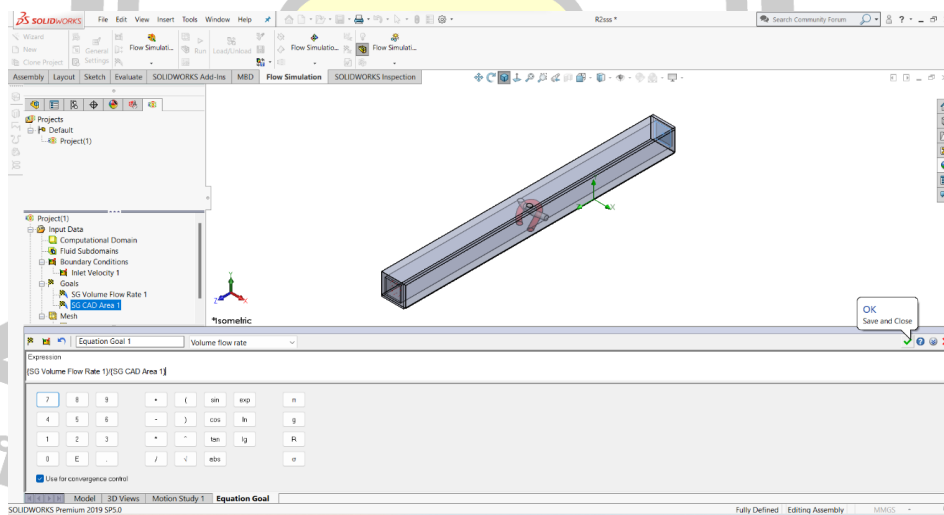 SOLIDWORKS File Edit View Insert Tools Window Help R2sss * Search Community Forum
Wizard
New
Clone Project
General
Settings
Flow Simulati...
Run Load/Unload
Flow Simulatio...
Flow Simulati...
Assembly Layout Sketch Evaluate SOLIDWORKS Add-Ins MBD Flow Simulation SOLIDWORKS Inspection
Projects
Default
Project(1)
Project(1)
Input Data
Computational Domain
Fluid Subdomains
Boundary Conditions
Inlet Velocity 1
Goals
SG Volume Flow Rate 1
SG CAD Area 1
Mesh
Y
Z X
Z X
*Isometric
OK
Save and Close
Equation Goal 1 Volume flow rate
Expression
{SG Volume Flow Rate 1}/{SG CAD Area 1}
7 8 9 + ( sin exp π
4 5 6 - ) cos ln g
1 2 3 * ^ tan lg R
0 E . / √ abs σ
Use for convergence control
Model 3D Views Motion Study 1 Equation Goal
SOLIDWORKS Premium 2019 SP5.0 Fully Defined Editing Assembly MMGS